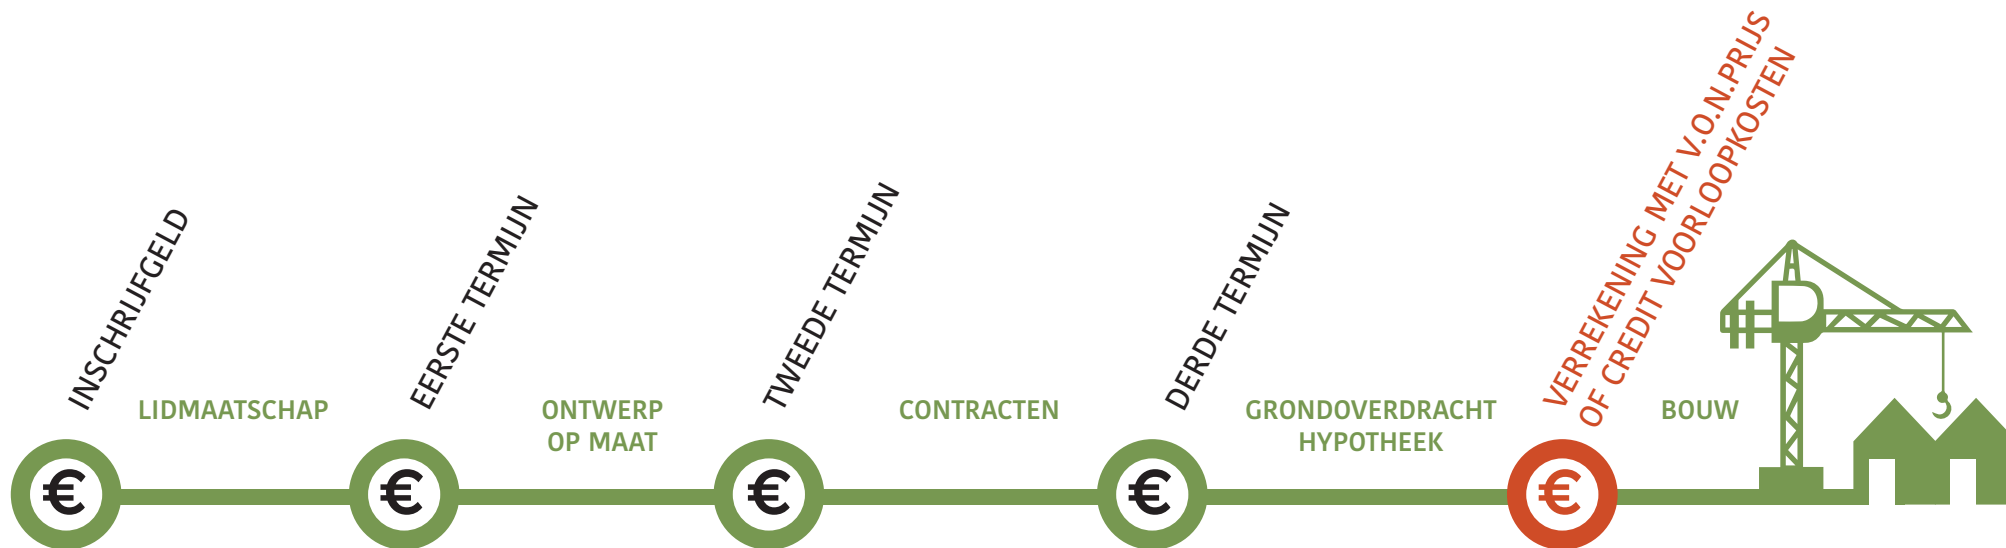 INSCHRIJFGELD
LIDMAATSCHAP
EERSTE TERMIJN
ONTWERP
OP MAAT
TWEEDE TERMIJN
CONTRACTEN
DERDE TERMIJN
GRONDOVERDRACHT
HYPOTHEEK
VERREKENING MET V.O.N.PRIJS
OF CREDIT VOORLOOPKOSTEN
BOUW
€
€
€
€
€